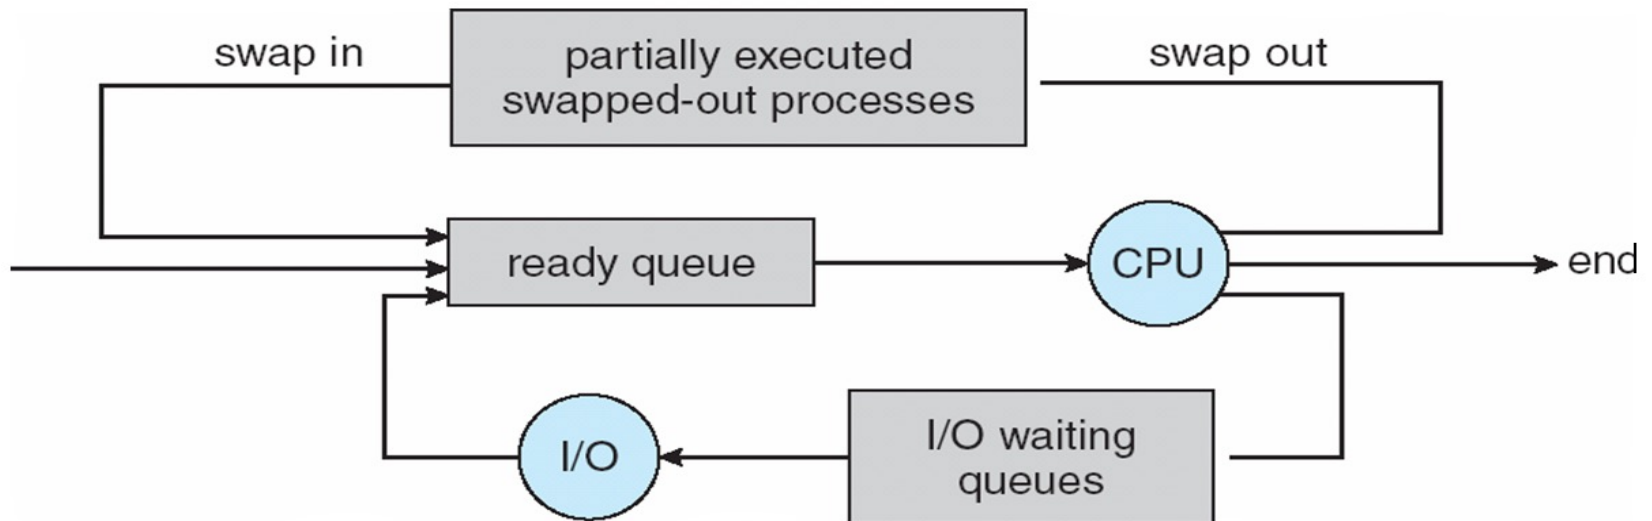 swap in
partially executed
swapped-out processes
swap out
ready queue
CPU
end
I/O
I/O waiting
queues